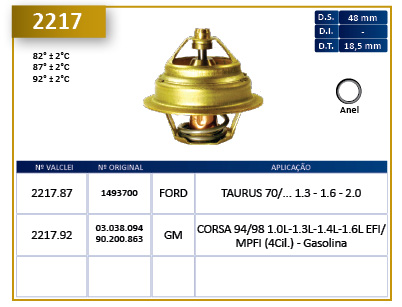 2217
D.S. 48 mm
D.I. -
D.T. 18,5 mm
82° ± 2°C
87° ± 2°C
92° ± 2°C
Anel
Nº VALCLEI Nº ORIGINAL APLICAÇÃO
2217.87 1493700 FORD TAURUS 70/... 1.3 - 1.6 - 2.0
2217.92 03.038.094 90.200.863 GM CORSA 94/98 1.0L-1.3L-1.4L-1.6L EFI/
MPFI (4Cil.) - Gasolina